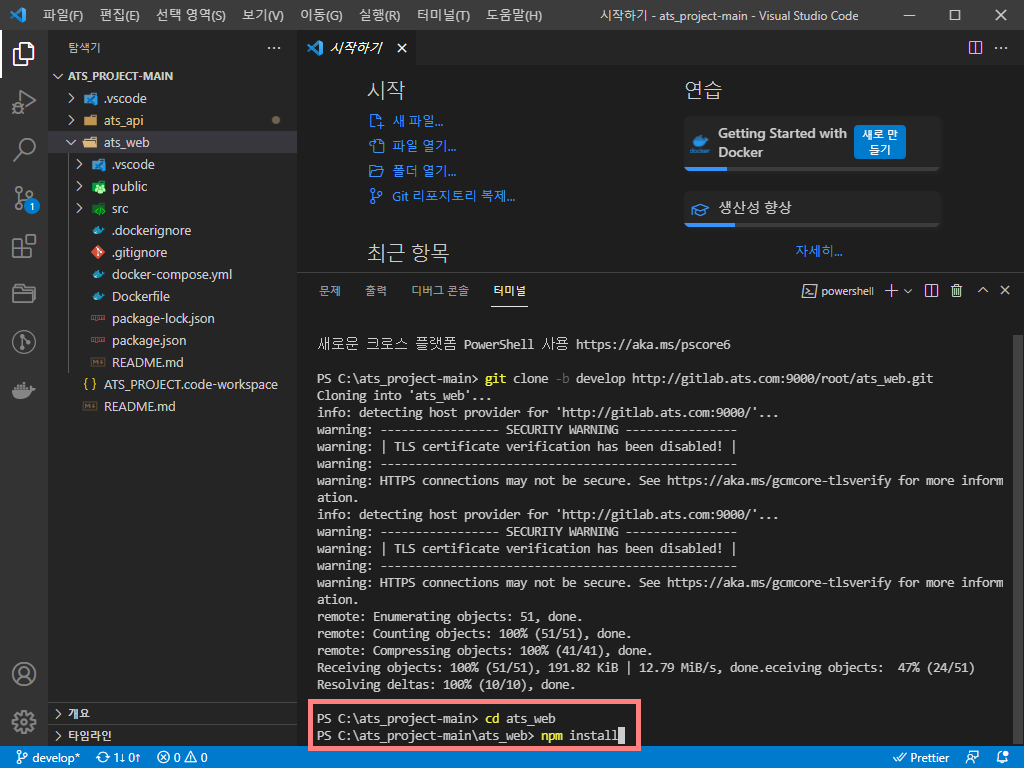 파일(F) 편집(E) 선택 영역(S) 보기(V) 이동(G) 실행(R) 터미널(T) 도움말(H) 시작하기 - ats_project-main - Visual Studio Code
탐색기
시작하기
ATS_PROJECT-MAIN
.vscode
ats_api
ats_web
.vscode
public
src
.dockerignore
.gitignore
docker-compose.yml
Dockerfile
package-lock.json
package.json
README.md
ATS_PROJECT.code-workspace
README.md
개요
타임라인
1
시작
새 파일...
파일 열기...
폴더 열기...
Git 리포지토리 복제...
최근 항목
연습
Getting Started with
Docker
새로 만
들기
docker
생산성 향상
자세히...
문제 출력 디버그 콘솔 터미널 powershell
새로운 크로스 플랫폼 PowerShell 사용 https://aka.ms/pscore6
PS C:\ats_project-main> git clone -b develop http://gitlab.ats.com:9000/root/ats_web.git
Cloning into 'ats_web'...
info: detecting host provider for 'http://gitlab.ats.com:9000/'...
warning: ----------------- SECURITY WARNING ----------------
warning: | TLS certificate verification has been disabled! |
warning: ---------------------------------------------------
warning: HTTPS connections may not be secure. See https://aka.ms/gcmcore-tlsverify for more inform
ation.
info: detecting host provider for 'http://gitlab.ats.com:9000/'...
warning: ----------------- SECURITY WARNING ----------------
warning: | TLS certificate verification has been disabled! |
warning: ---------------------------------------------------
warning: HTTPS connections may not be secure. See https://aka.ms/gcmcore-tlsverify for more inform
ation.
remote: Enumerating objects: 51, done.
remote: Counting objects: 100% (51/51), done.
remote: Compressing objects: 100% (41/41), done.
Receiving objects: 100% (51/51), 191.82 KiB | 12.79 MiB/s, done.eceiving objects:  47% (24/51)
Resolving deltas: 100% (10/10), done.
PS C:\ats_project-main> cd ats_web
PS C:\ats_project-main\ats_web> npm install
develop* 1↓ 0↑ 0 0 Prettier